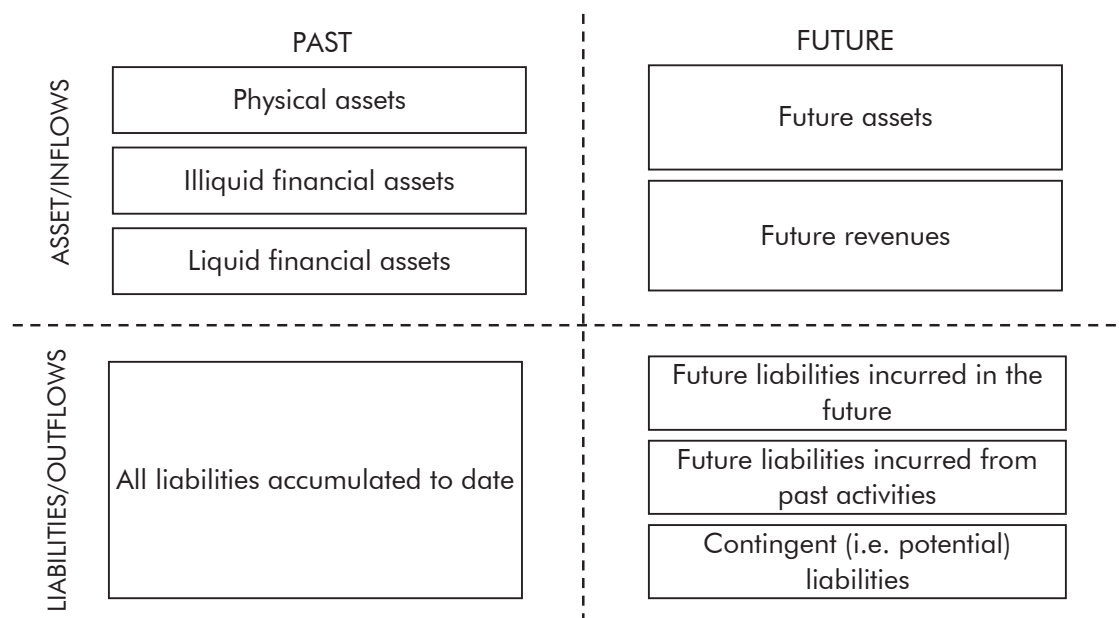 PAST
FUTURE
ASSET/INFLOWS
Physical assets
Illiquid financial assets
Liquid financial assets
Future assets
Future revenues
LIABILITIES/OUTFLOWS
All liabilities accumulated to date
Future liabilities incurred in the
future
Future liabilities incurred from
past activities
Contingent (i.e. potential)
liabilities